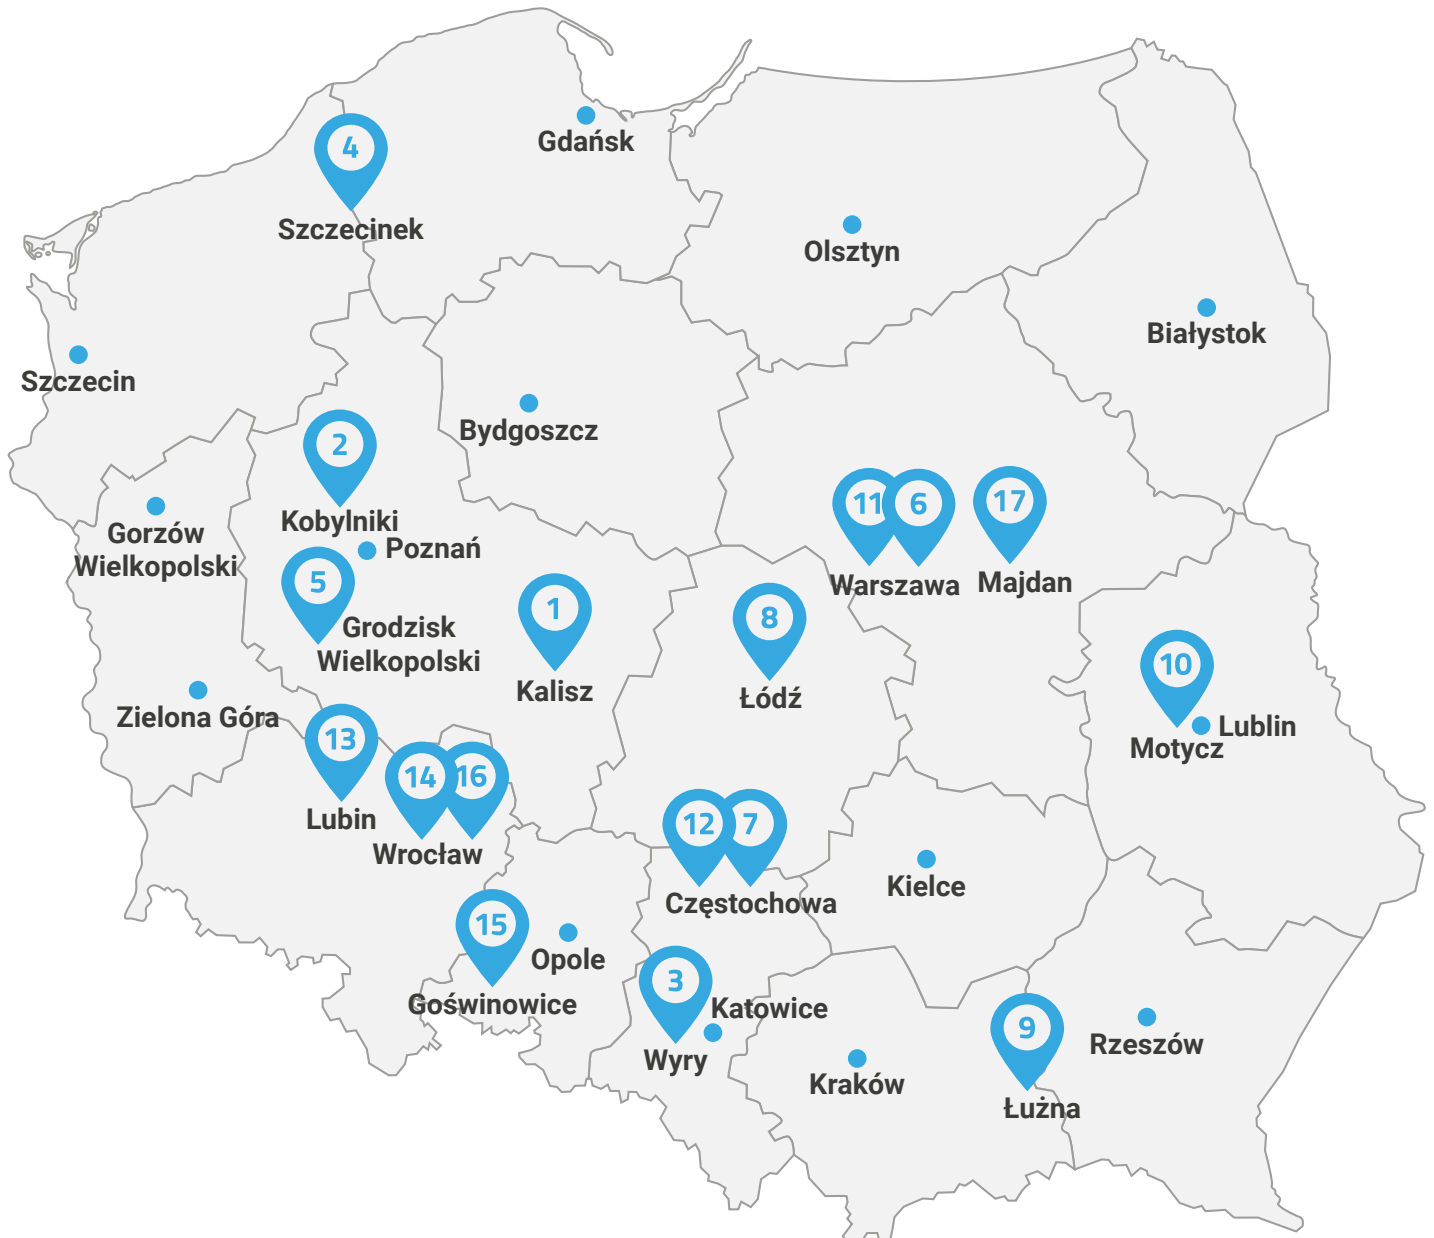 4
Gdańsk
Szczecinek
Olsztyn
Białystok
Szczecin
2
Bydgoszcz
11
6
17
Kobylniki
Gorzów
Wielkopolski
Poznań
5
Warszawa
Majdan
1
8
Grodzisk
Wielkopolski
10
Kalisz
Łódź
Zielona Góra
Lublin
Motycz
13
14
16
Lubin
12
7
Wrocław
Kielce
Częstochowa
15
Opole
3
Goświnowice
Katowice
9
Wyry
Rzeszów
Kraków
Łużna